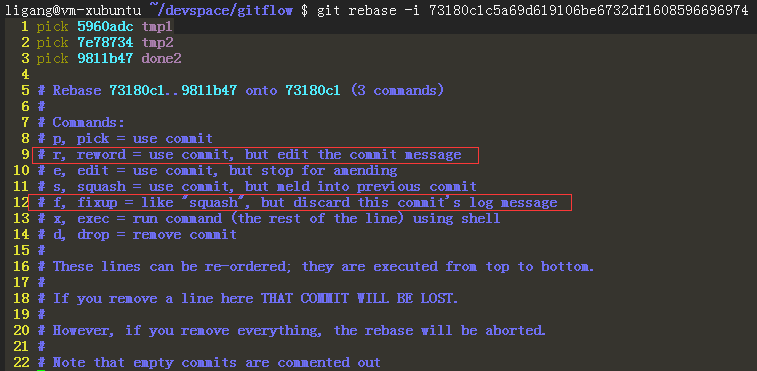 ligang@vm-xubuntu ~/devspace/gitflow $ git rebase -i 73180c1c5a69d619106be6732df1608596696974
1 pick 5960adc tmp1
2 pick 7e78734 tmp2
3 pick 9811b47 done2
4
5 # Rebase 73180c1..9811b47 onto 73180c1 (3 commands)
6 #
7 # Commands:
8 # p, pick = use commit
9 # r, reword = use commit, but edit the commit message
10 # e, edit = use commit, but stop for amending
11 # s, squash = use commit, but meld into previous commit
12 # f, fixup = like "squash", but discard this commit's log message
13 # x, exec = run command (the rest of the line) using shell
14 # d, drop = remove commit
15 #
16 # These lines can be re-ordered; they are executed from top to bottom.
17 #
18 # If you remove a line here THAT COMMIT WILL BE LOST.
19 #
20 # However, if you remove everything, the rebase will be aborted.
21 #
22 # Note that empty commits are commented out